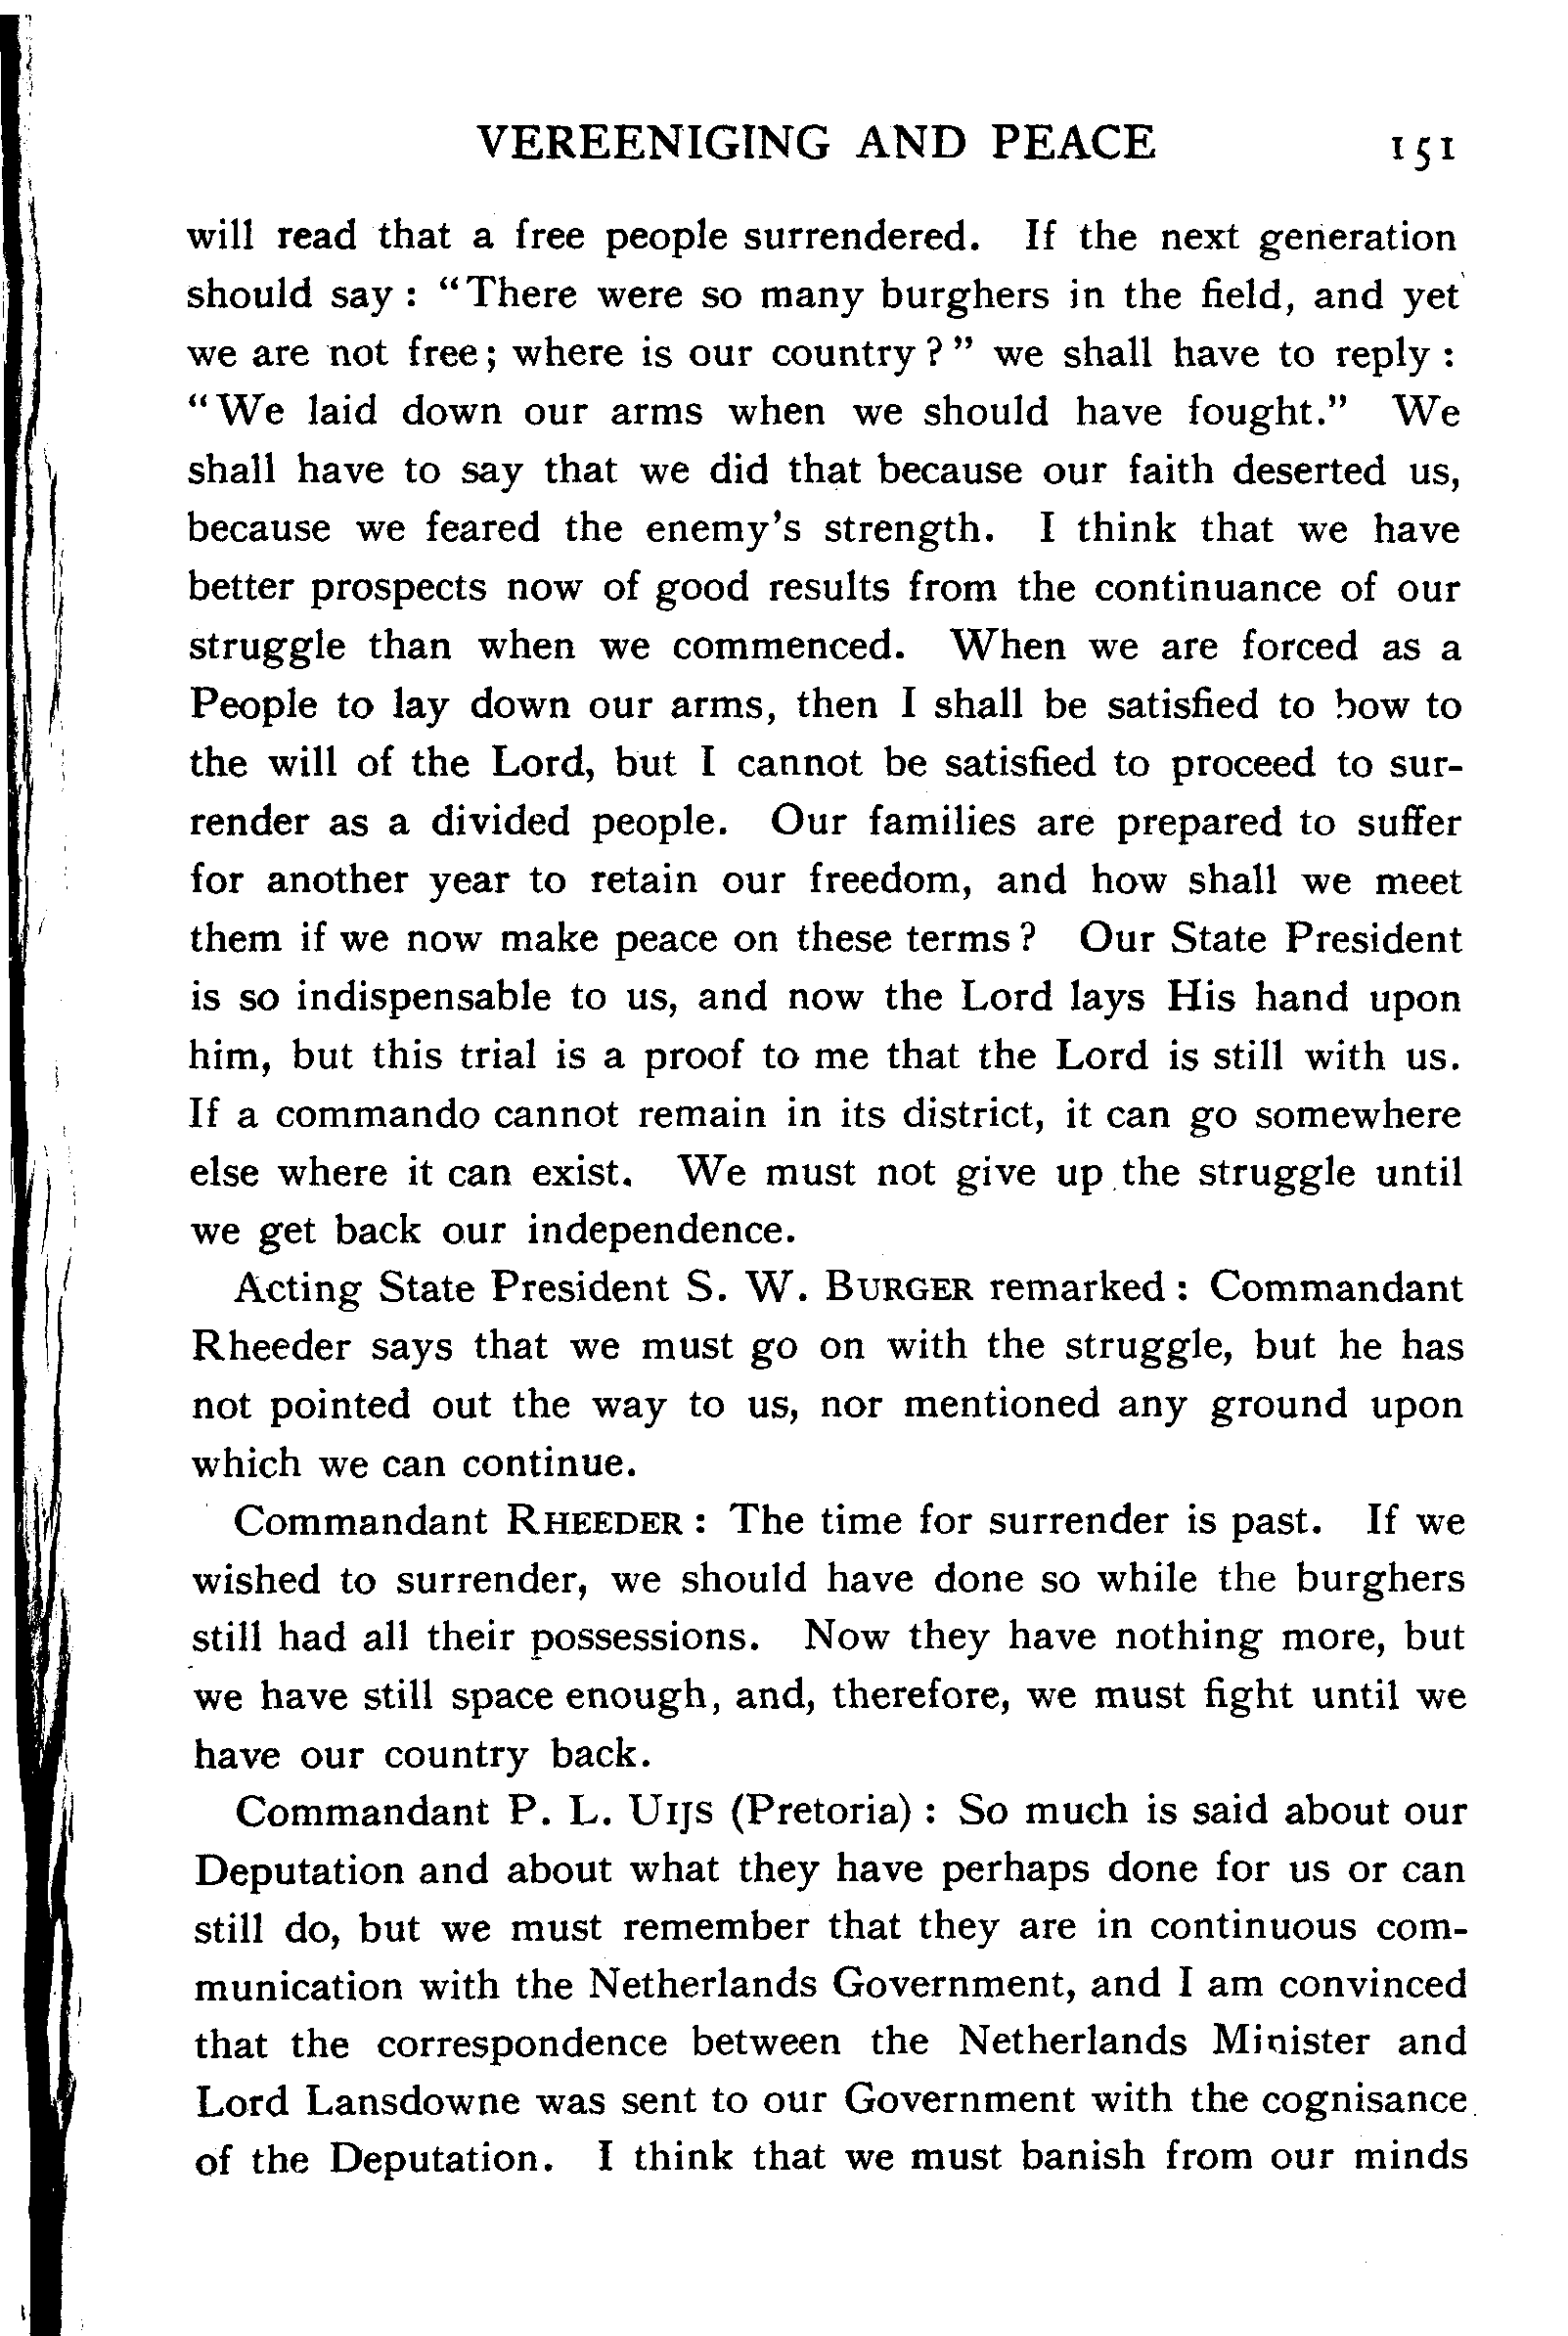 VEREENIGING AND PEACE 151
will read that a free people surrendered. If the next generation
should say : "There were so many burghers in the field, and yet
we are not free; where is our country?" we shall have to reply :
"We laid down our arms when we should have fought." We
shall have to say that we did that because our faith deserted us,
because we feared the enemy's strength. I think that we have
better prospects now of good results from the continuance of our
struggle than when we commenced. When we are forced as a
People to lay down our arms, then I shall be satisfied to bow to
the will of the Lord, but I cannot be satisfied to proceed to sur-
render as a divided people. Our families are prepared to suffer
for another year to retain our freedom, and how shall we meet
them if we now make peace on these terms? Our State President
is so indispensable to us, and now the Lord lays His hand upon
him, but this trial is a proof to me that the Lord is still with us.
If a commando cannot remain in its district, it can go somewhere
else where it can exist. We must not give up the struggle until
we get back our independence.
Acting State President S. W. BURGER remarked : Commandant
Rheeder says that we must go on with the struggle, but he has
not pointed out the way to us, nor mentioned any ground upon
which we can continue.
Commandant RHEEDER : The time for surrender is past. If we
wished to surrender, we should have done so while the burghers
still had all their possessions. Now they have nothing more, but
we have still space enough, and, therefore, we must fight until we
have our country back.
Commandant P. L. UIJS (Pretoria) : So much is said about our
Deputation and about what they have perhaps done for us or can
still do, but we must remember that they are in continuous com-
munication with the Netherlands Government, and I am convinced
that the correspondence between the Netherlands Minister and
Lord Lansdowne was sent to our Government with the cognisance
of the Deputation. I think that we must banish from our minds